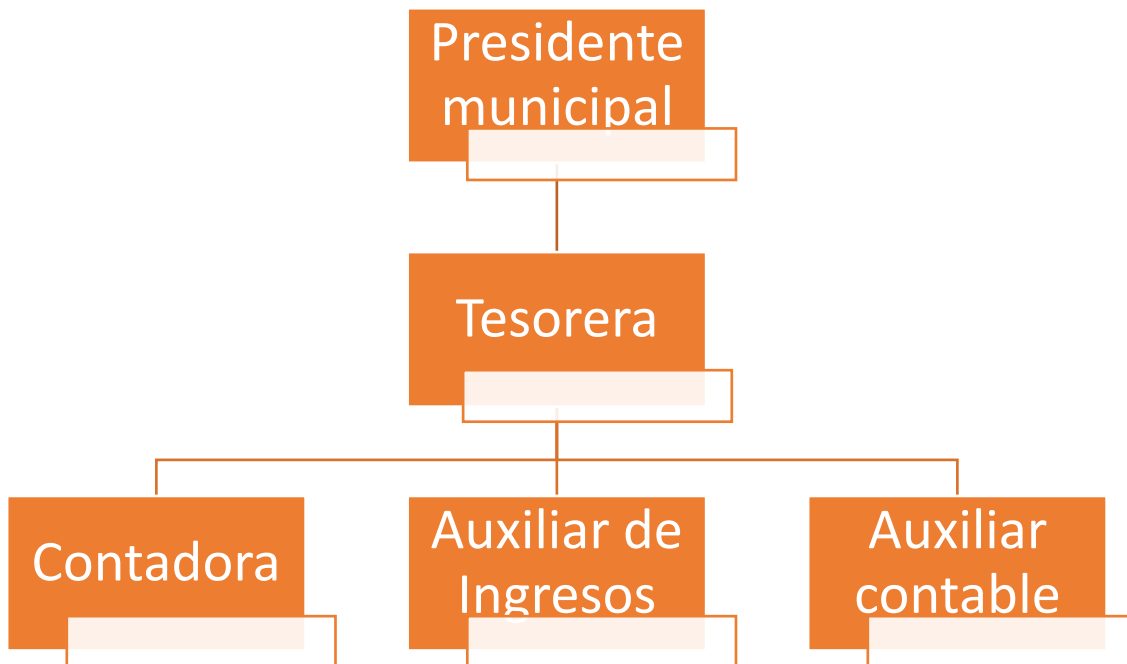 Presidente
municipal
Tesorera
Contadora
Auxiliar de
Ingresos
Auxiliar
contable